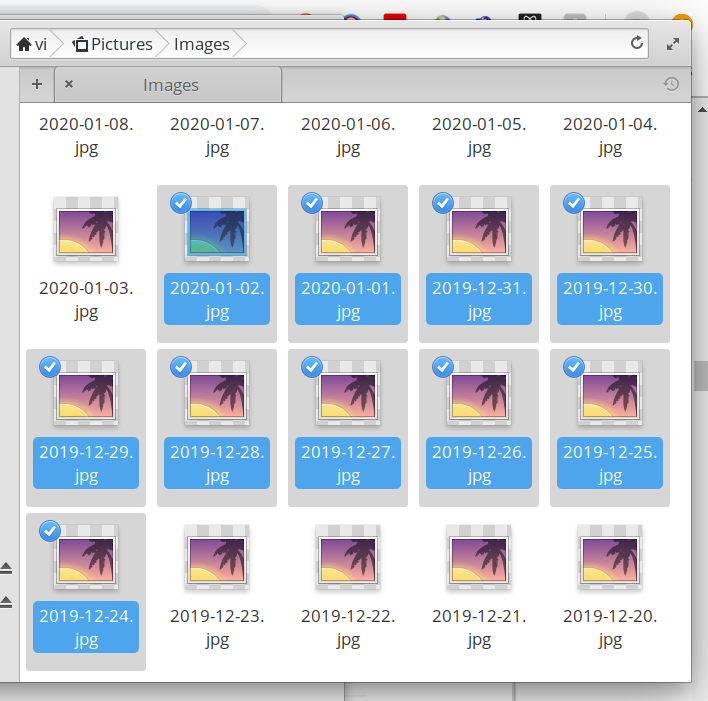 vi Pictures Images
+ × Images
2020-01-08. 2020-01-07. 2020-01-06. 2020-01-05. 2020-01-04.
jpg jpg jpg jpg jpg
2020-01-03. 2020-01-02. 2020-01-01. 2019-12-31. 2019-12-30.
jpg jpg jpg jpg jpg
2019-12-29. 2019-12-28. 2019-12-27. 2019-12-26. 2019-12-25.
jpg jpg jpg jpg jpg
2019-12-24. 2019-12-23. 2019-12-22. 2019-12-21. 2019-12-20.
jpg jpg jpg jpg jpg